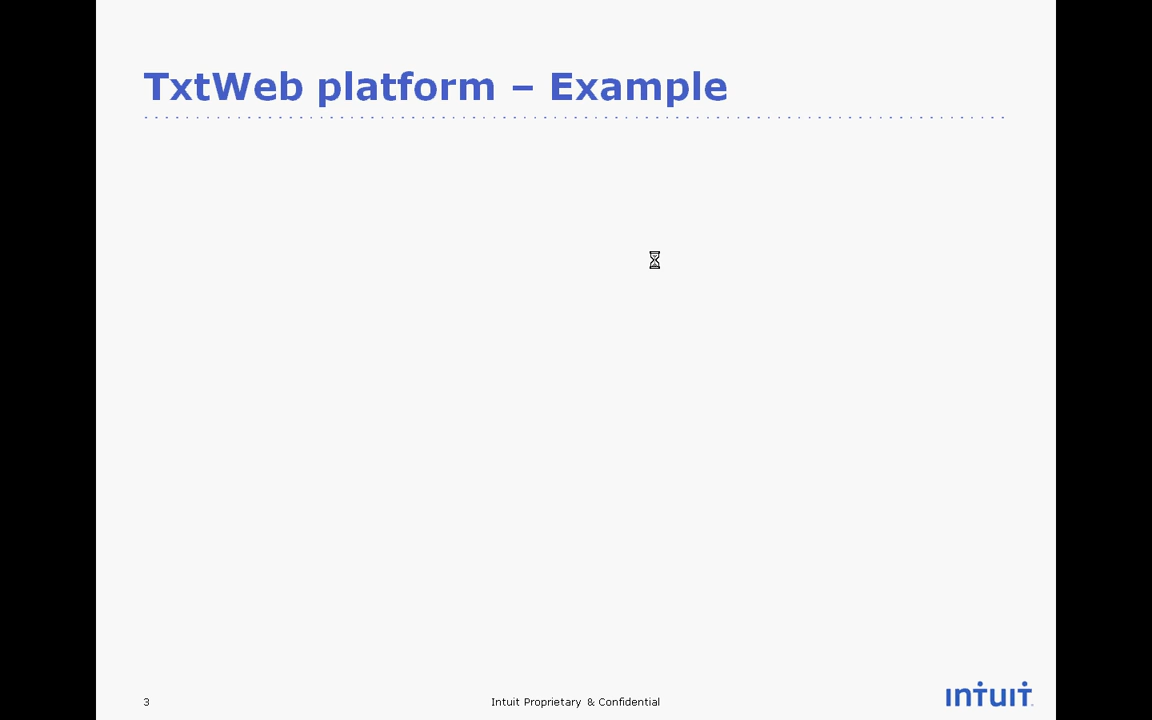 TxtWeb platform – Example
3
Intuit Proprietary & Confidential
intuit